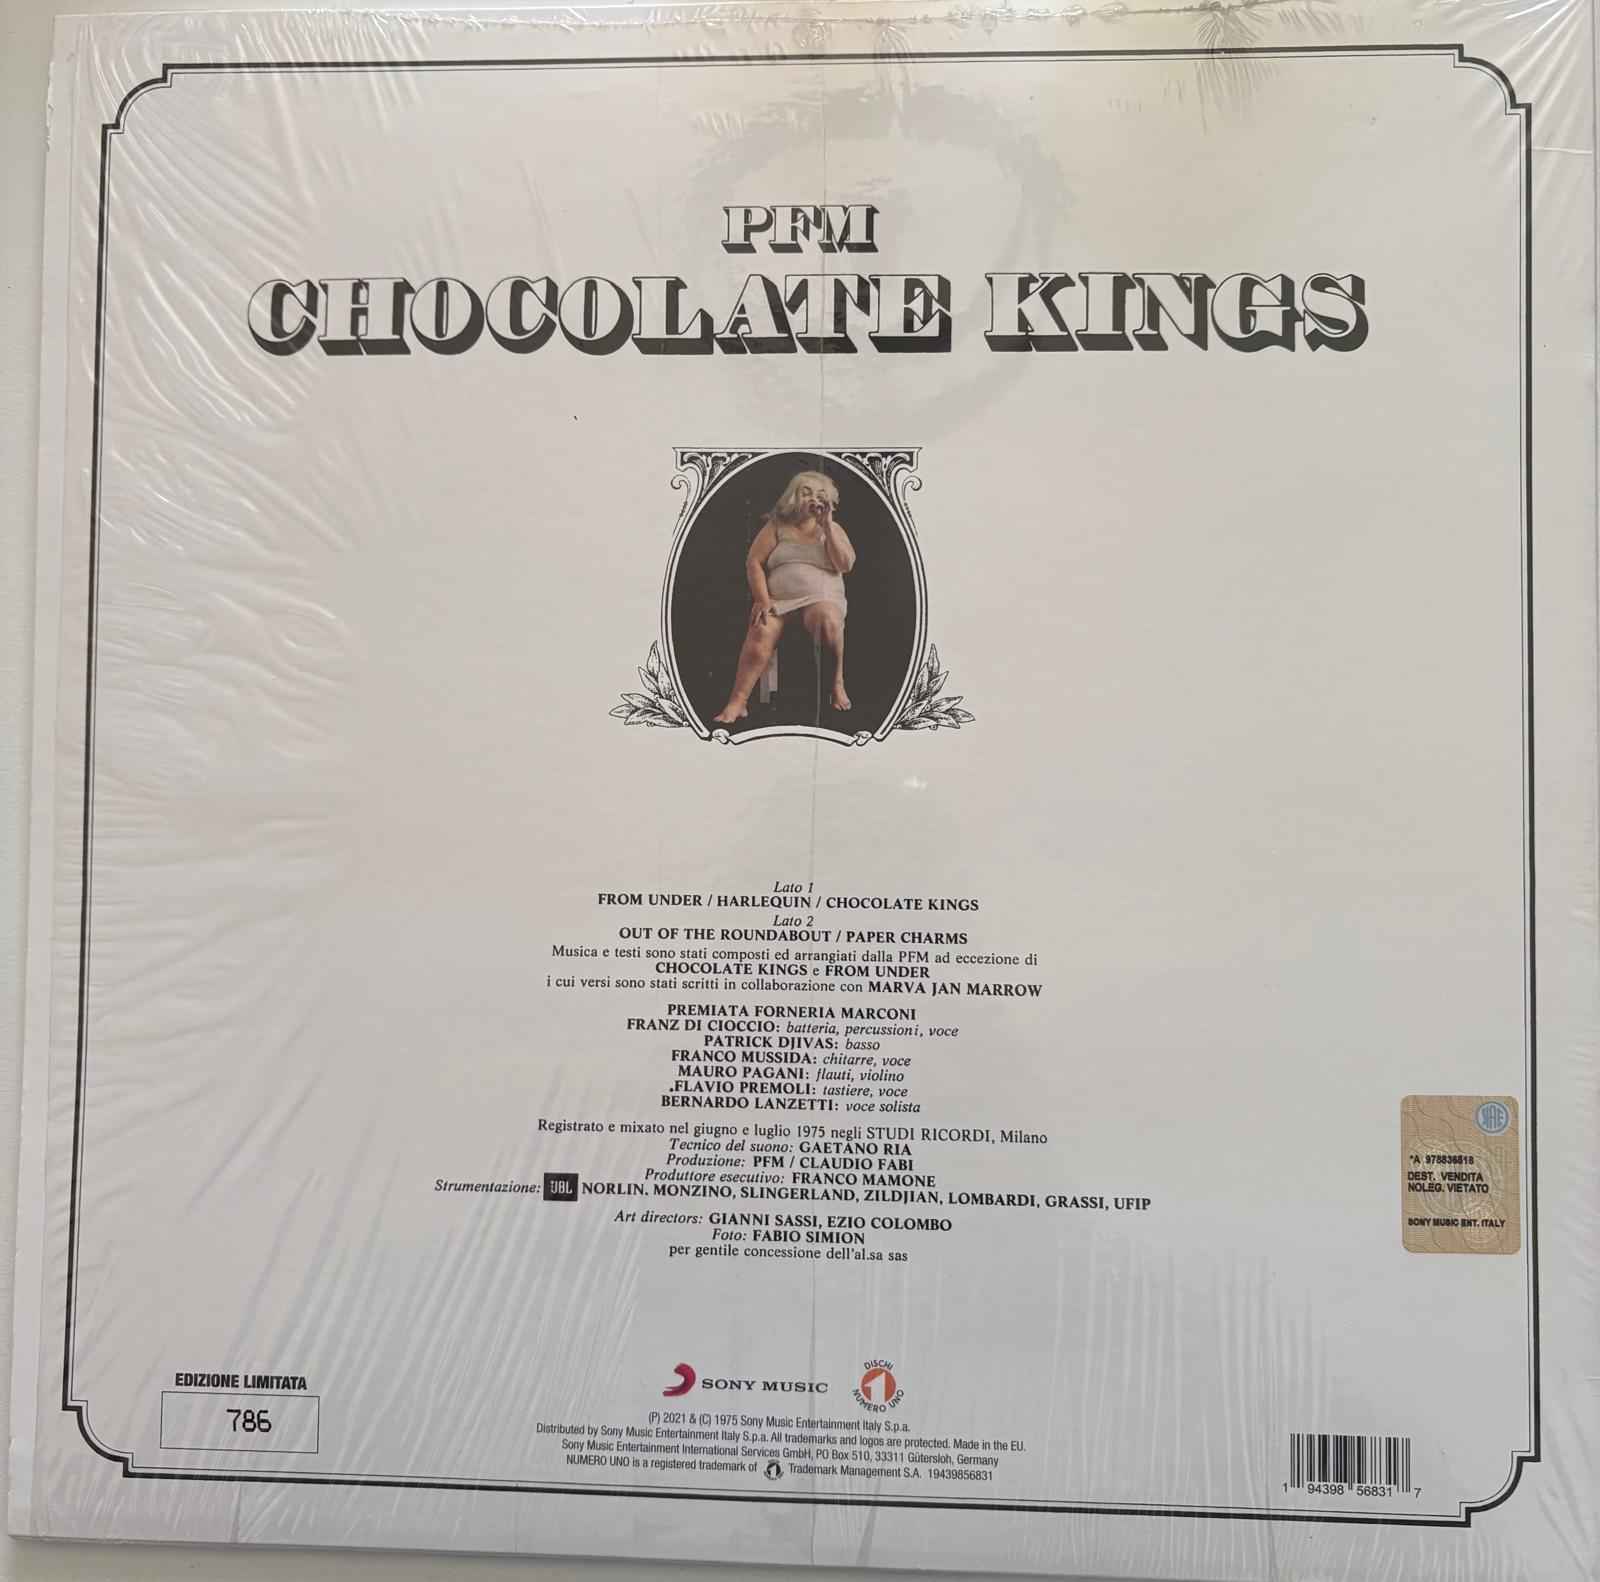 PFM
CHOCOLATE KINGS
Lato 1
FROM UNDER / HARLEQUIN / CHOCOLATE KINGS
Lato 2
OUT OF THE ROUNDABOUT / PAPER CHARMS
Musica e testi sono stati composti ed arrangiati dalla PFM ad eccezione di
CHOCOLATE KINGS e FROM UNDER
i cui versi sono stati scritti in collaborazione con MARVA JAN MARROW
PREMIATA FORNERIA MARCONI
FRANZ DI CIOCCIO: batteria, percussioni, voce
PATRICK DJIVAS: basso
FRANCO MUSSIDA: chitarre, voce
MAURO PAGANI: flauti, violino
.FLAVIO PREMOLI: tastiere, voce
BERNARDO LANZETTI: voce solista
Registrato e mixato nel giugno e luglio 1975 negli STUDI RICORDI, Milano
Tecnico del suono: GAETANO RIA
Produzione: PFM / CLAUDIO FABI
Produttore esecutivo: FRANCO MAMONE
Strumentazione: JBL NORLIN. MONZINO, SLINGERLAND, ZILDJIAN, LOMBARDI, GRASSI, UFIP
Art directors: GIANNI SASSI, EZIO COLOMBO
Foto: FABIO SIMION
per gentile concessione dell'al.sa sas
SIAE
*A 978836818
DEST. VENDITA
NOLEG. VIETATO
SONY MUSIC ENT. ITALY
EDIZIONE LIMITATA
786
SONY MUSIC
DISCHI
1
NUMERO UNO
(P) 2021 & (C) 1975 Sony Music Entertainment Italy S.p.a.
Distributed by Sony Music Entertainment Italy S.p.a. All trademarks and logos are protected. Made in the EU.
Sony Music Entertainment International Services GmbH, PO Box 510, 33311 Gütersloh, Germany
NUMERO UNO is a registered trademark of 1 Trademark Management S.A. 19439856831
1 94398 56831 7